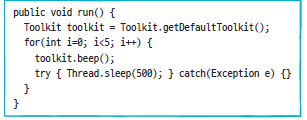 public void run() {
  Toolkit toolkit = Toolkit.getDefaultToolkit();
  for(int i=0; i<5; i++) {
    toolkit.beep();
    try { Thread.sleep(500); } catch(Exception e) {}
  }
}